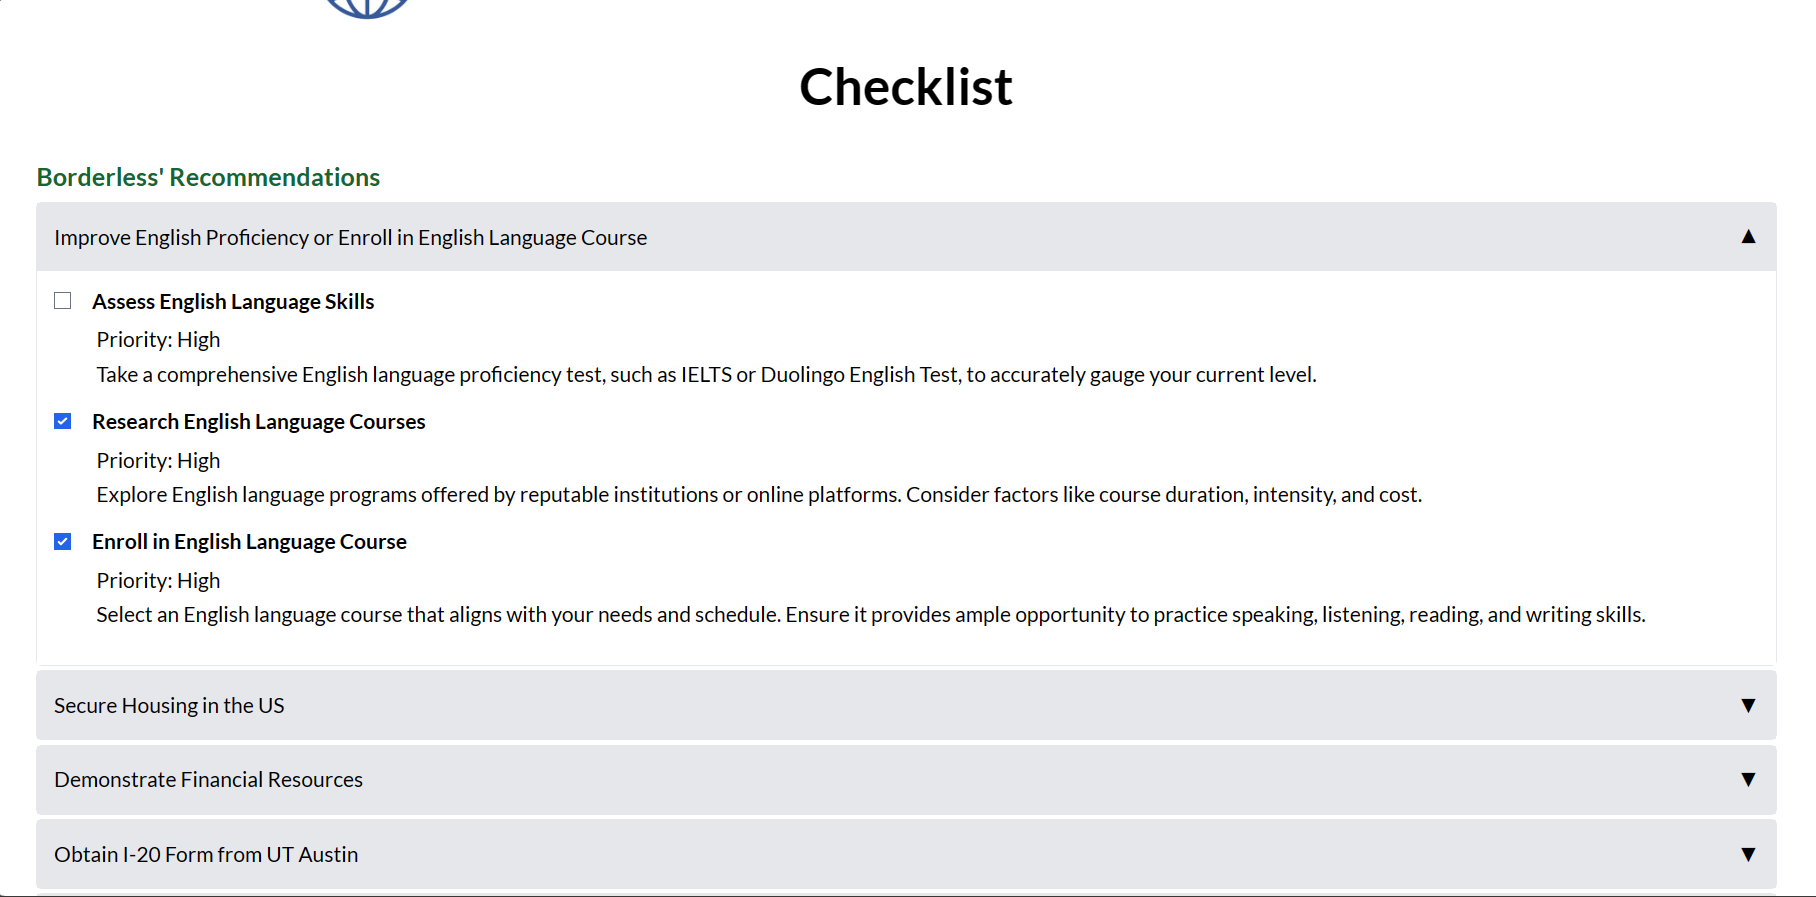 Checklist
Borderless' Recommendations
Improve English Proficiency or Enroll in English Language Course
Assess English Language Skills
Priority: High
Take a comprehensive English language proficiency test, such as IELTS or Duolingo English Test, to accurately gauge your current level.
Research English Language Courses
Priority: High
Explore English language programs offered by reputable institutions or online platforms. Consider factors like course duration, intensity, and cost.
Enroll in English Language Course
Priority: High
Select an English language course that aligns with your needs and schedule. Ensure it provides ample opportunity to practice speaking, listening, reading, and writing skills.
Secure Housing in the US
Demonstrate Financial Resources
Obtain I-20 Form from UT Austin